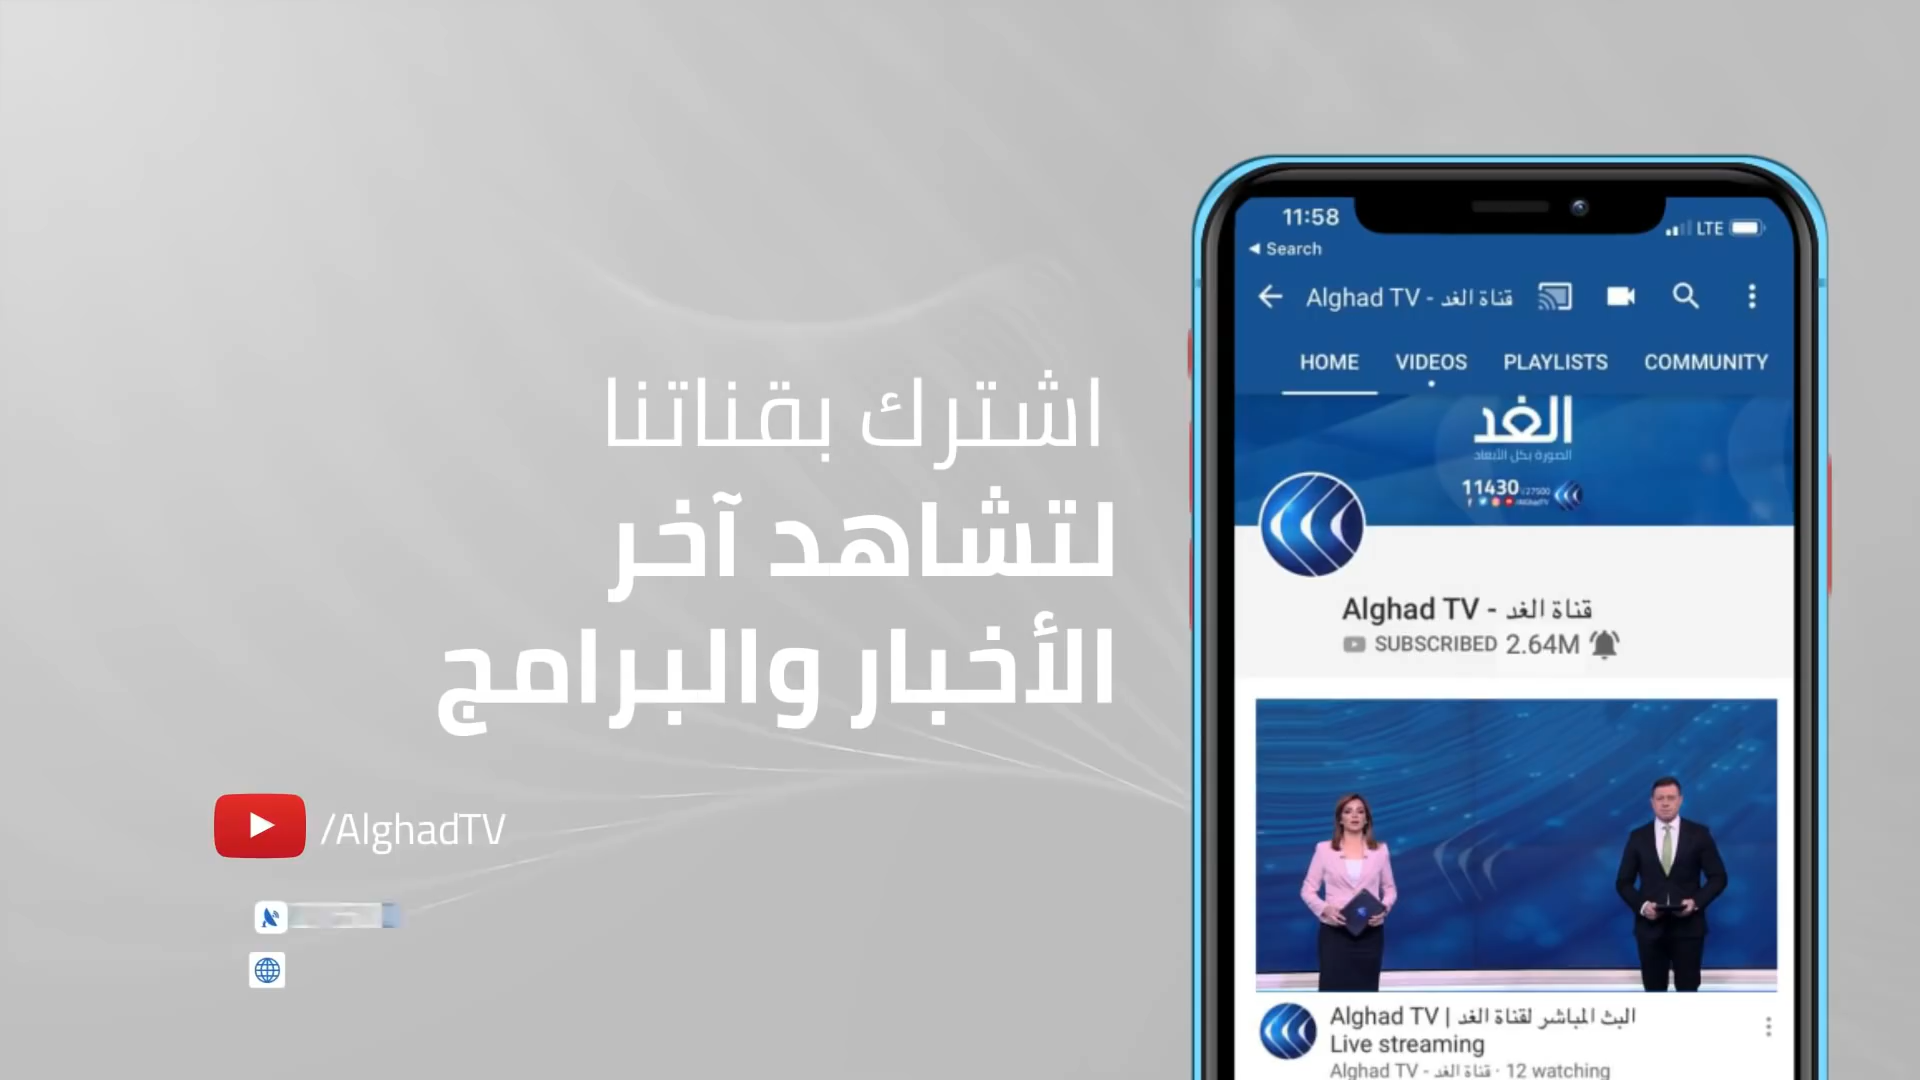 اشترك بقناتنا
لتشاهد آخر
الأخبار والبرامج
/AlghadTV
11:58
LTE
◀ Search
Alghad TV - قناة الغد
HOME VIDEOS PLAYLISTS COMMUNITY
الغد
الصورة بكل الأبعاد
11430 27500
/AlGhadTV
Alghad TV - قناة الغد
SUBSCRIBED 2.64M
Alghad TV | البث المباشر لقناة الغد
Live streaming
Alghad TV - قناة الغد · 12 watching